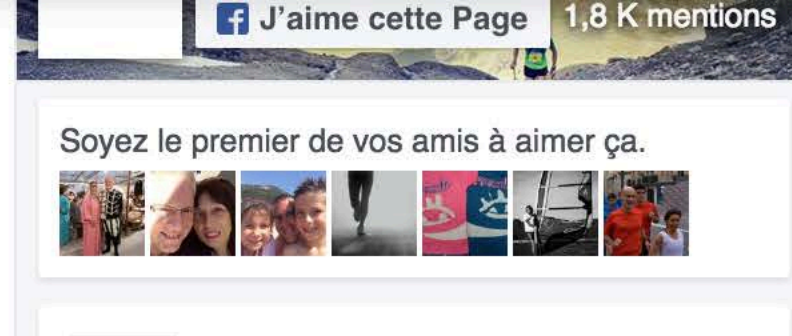 J'aime cette Page
1,8 K mentions
Soyez le premier de vos amis à aimer ça.